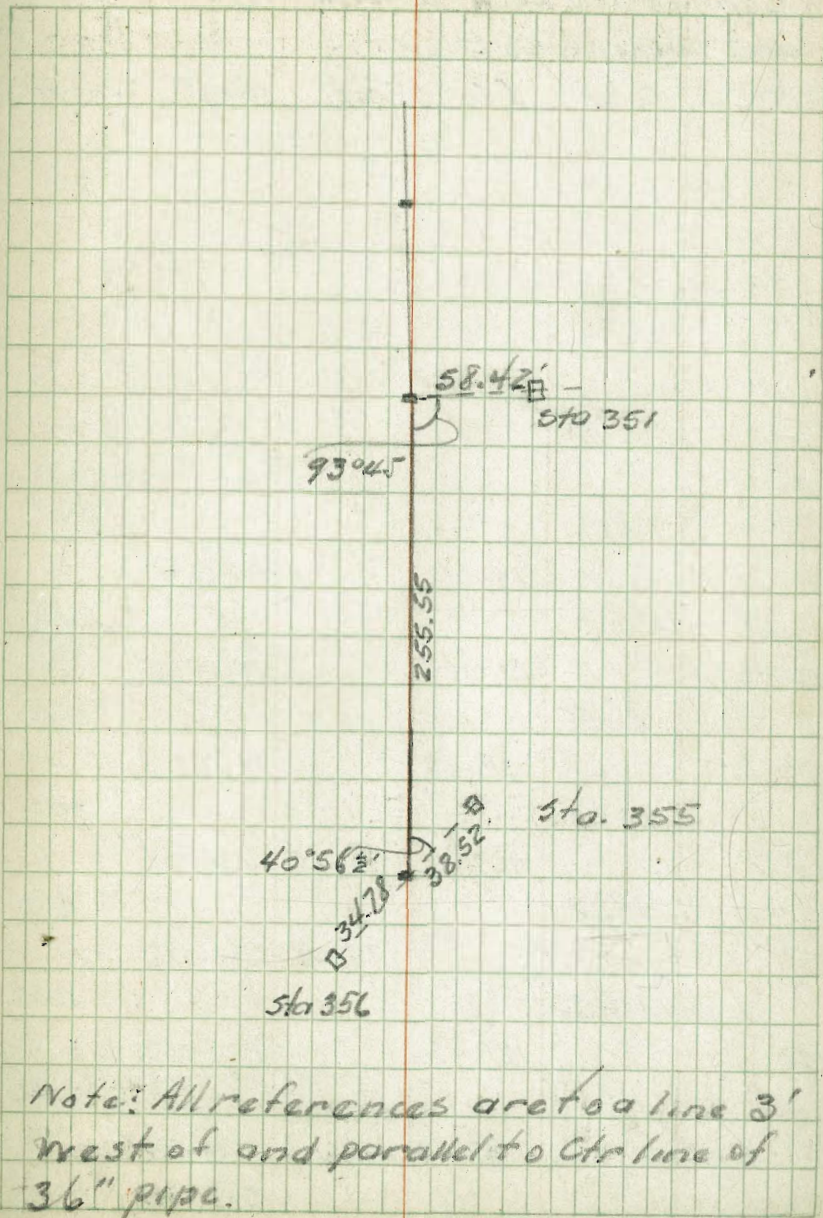 58.42'
sta 351
93°45
255.55
sta. 355
40°56½'
38.52
34.78
sta 356
Note: All references are to a line 3'
west of and parallel to Ctr line of
36" pipe.